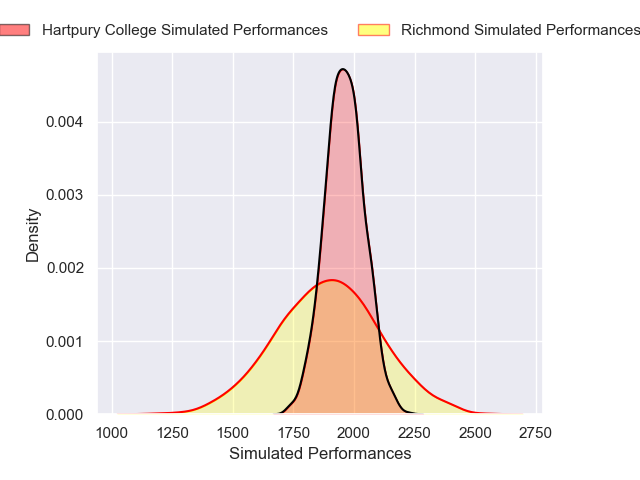 Hartpury College Simulated Performances
Richmond Simulated Performances
0.004
0.003
0.002
0.001
0.000
Density
1000 1250 1500 1750 2000 2250 2500 2750
Simulated Performances